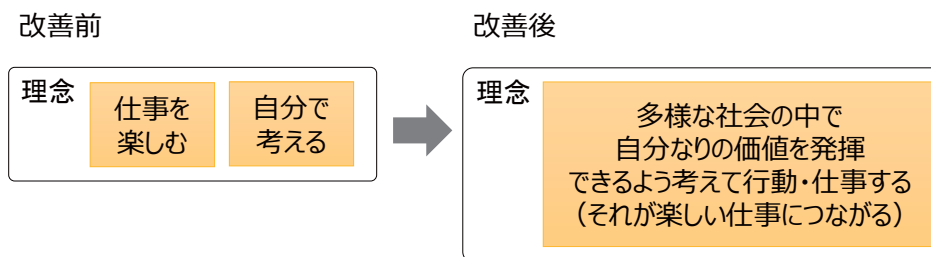 改善前
理念
仕事を
楽しむ
自分で
考える
改善後
理念
多様な社会の中で
自分なりの価値を発揮
できるよう考えて行動・仕事する
（それが楽しい仕事につながる）